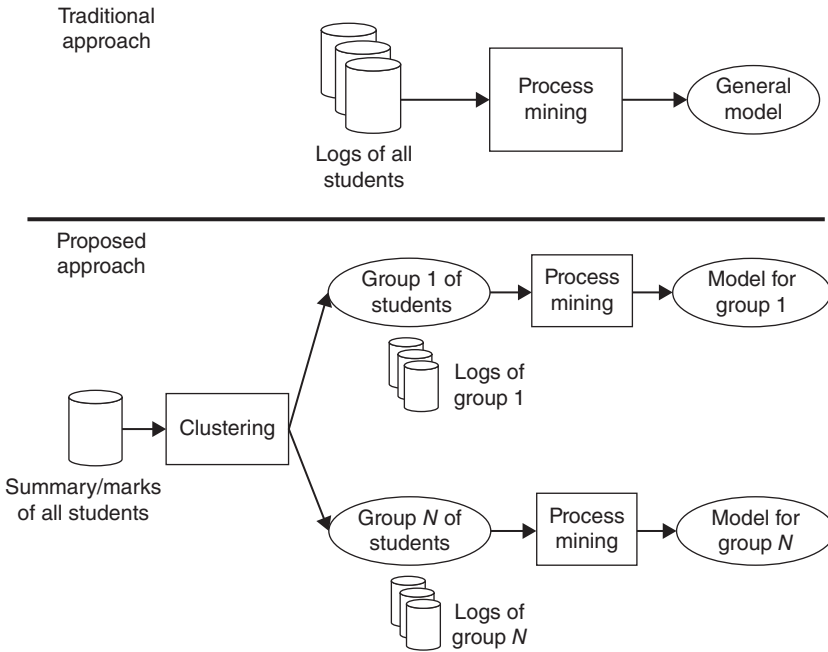 Traditional
approach
Process
mining
General
model
Logs of all
students
Proposed
approach
Group 1 of
students
Process
mining
Model for
group 1
Logs of
group 1
Clustering
Summary/marks
of all students
Group N of
students
Process
mining
Model for
group N
Logs of
group N